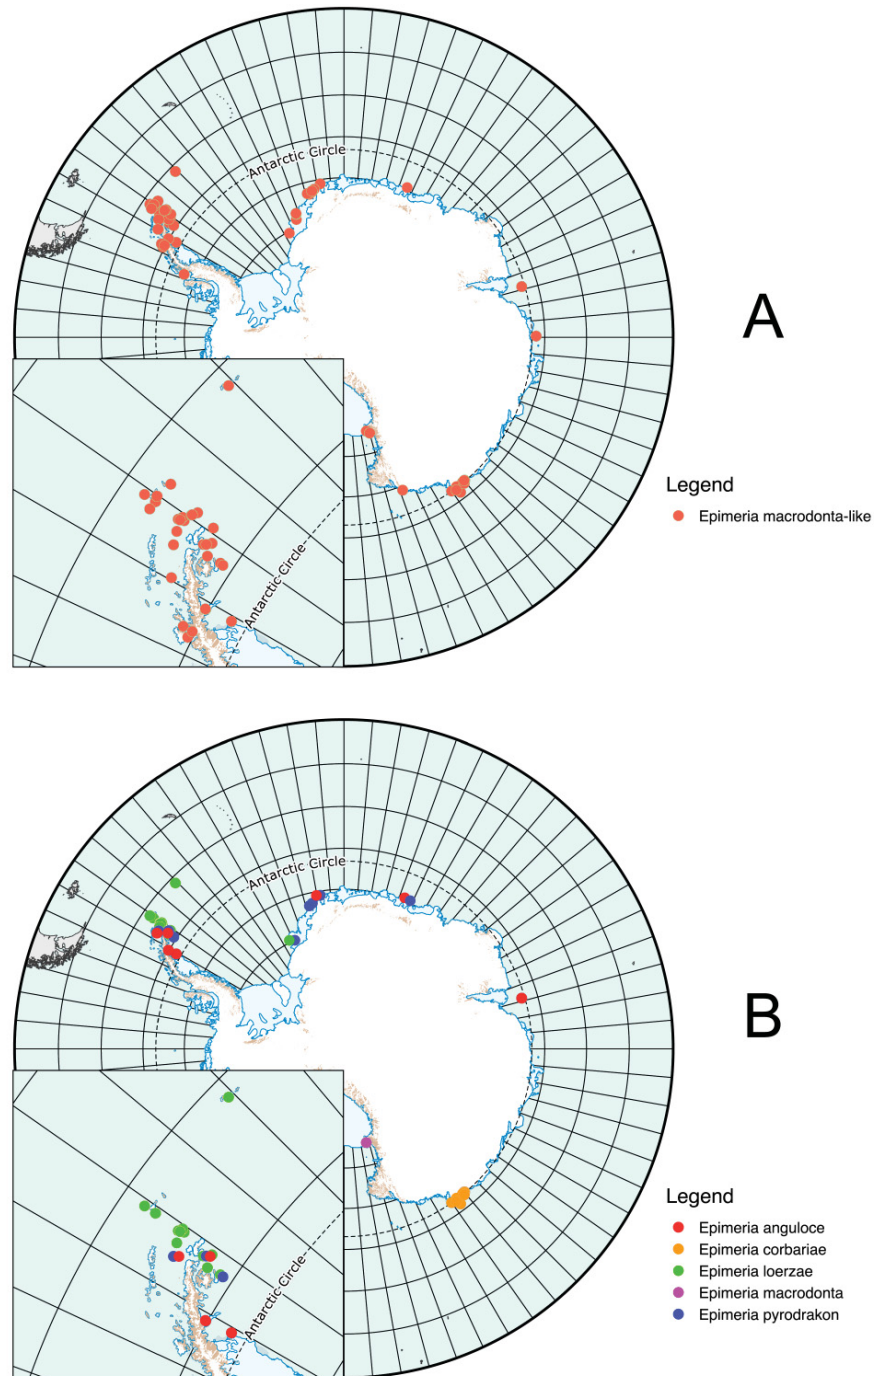 Antarctic Circle
A
Legend
Epimeria macrodonta-like
Antarctic Circle
Antarctic Circle
B
Legend
Epimeria anguloce
Epimeria corbariae
Epimeria loerzae
Epimeria macrodonta
Epimeria pyrodrakon
Antarctic Circle